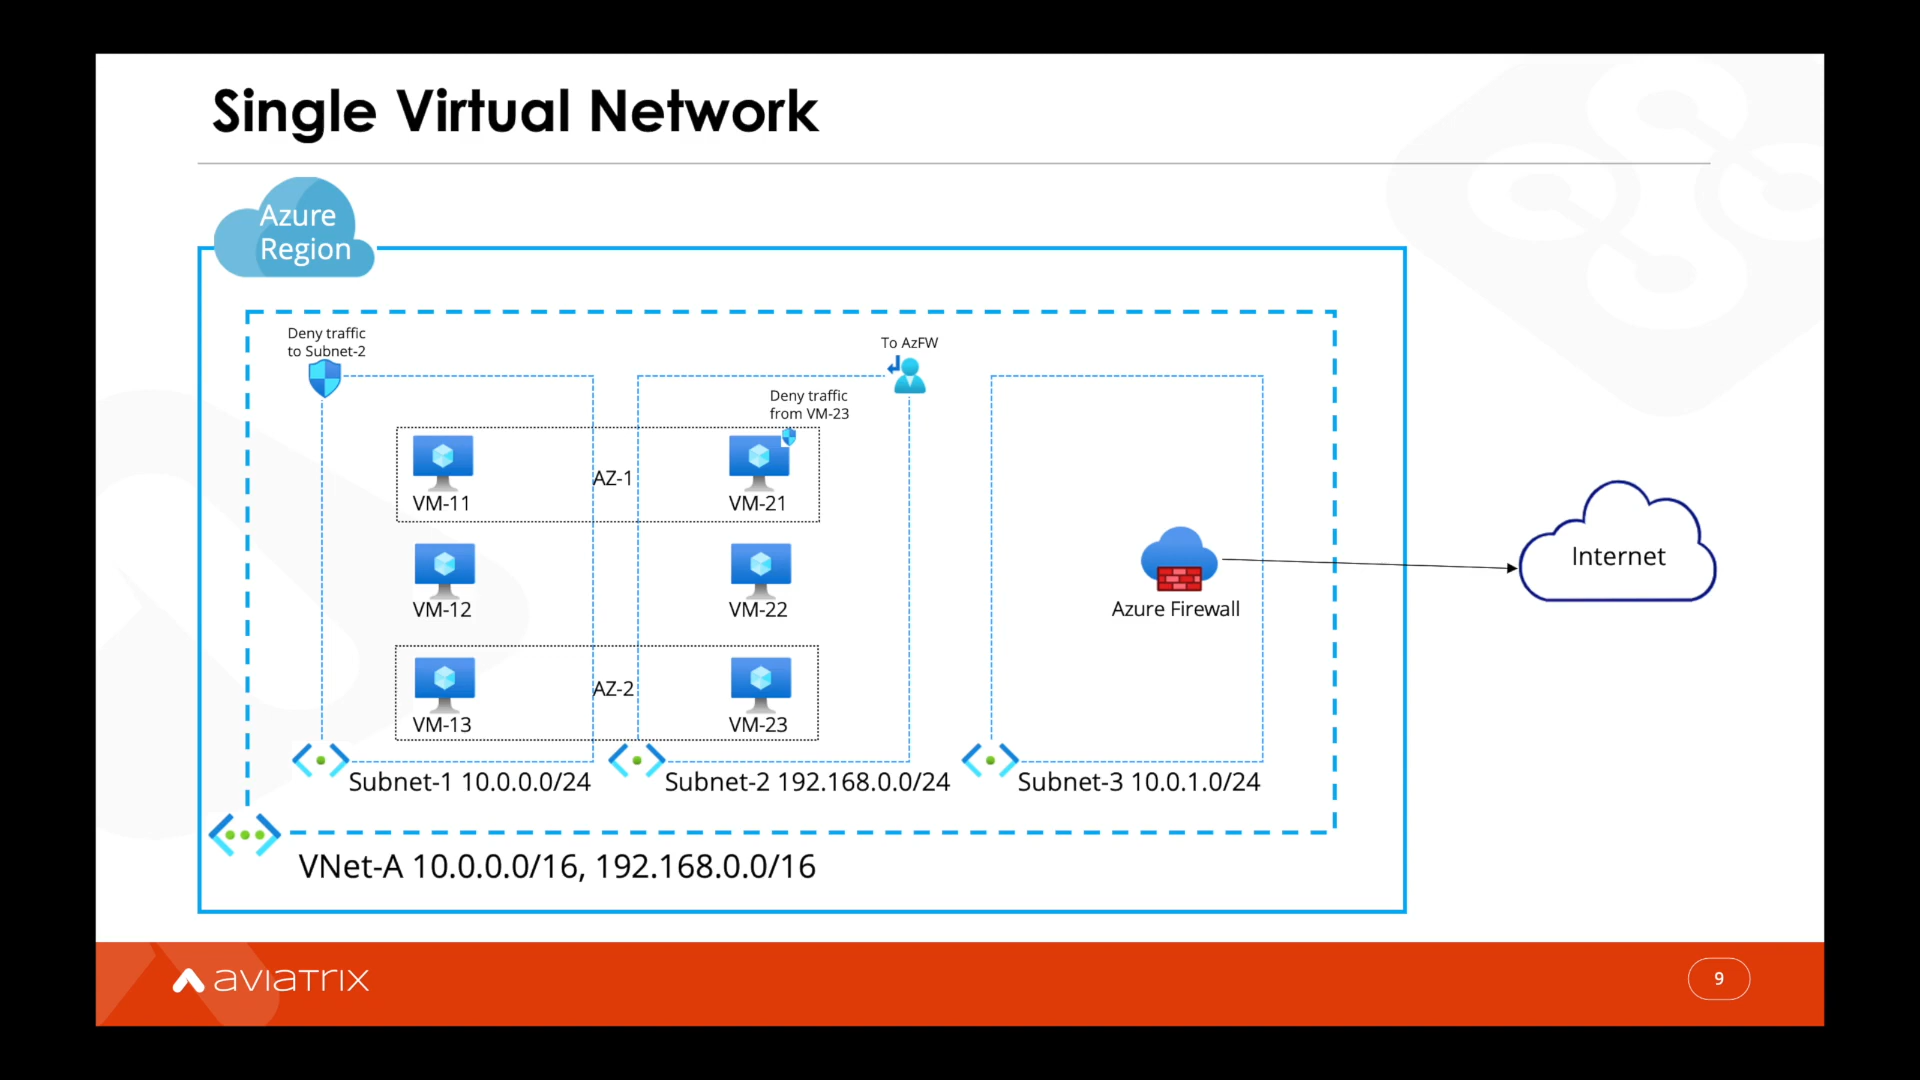 Single Virtual Network
Azure
Region
Deny traffic
to Subnet-2
To AzFW
Deny traffic
from VM-23
VM-11
AZ-1
VM-21
VM-12
VM-22
VM-13
AZ-2
VM-23
Azure Firewall
Internet
Subnet-1 10.0.0.0/24
Subnet-2 192.168.0.0/24
Subnet-3 10.0.1.0/24
VNet-A 10.0.0.0/16, 192.168.0.0/16
aviatrix
9